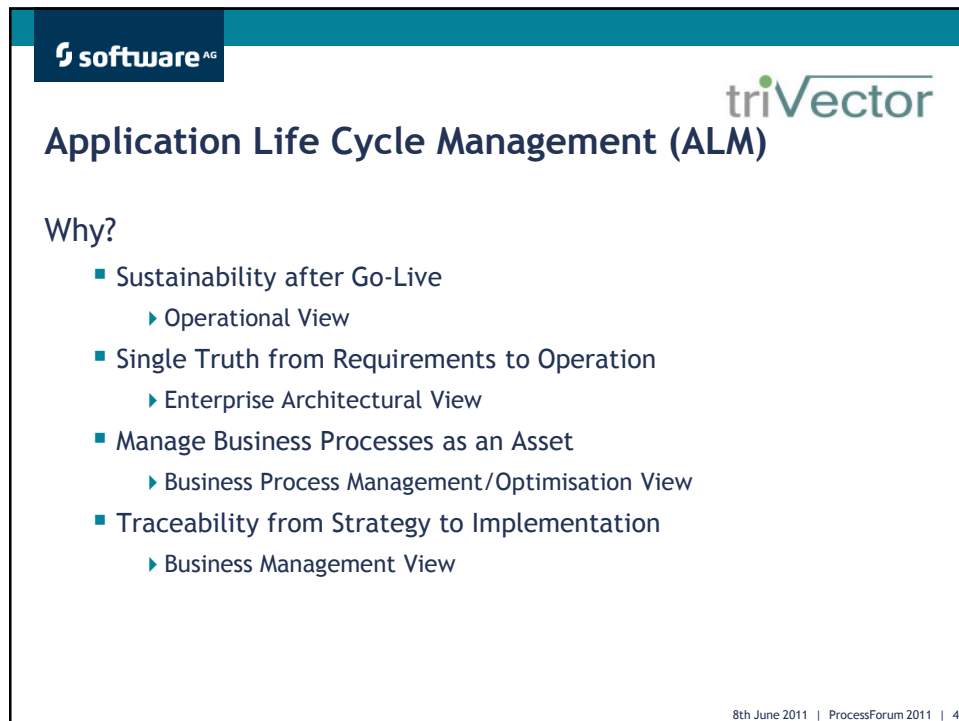 software AG
triVector
Application Life Cycle Management (ALM)
Why?
Sustainability after Go-Live
Operational View
Single Truth from Requirements to Operation
Enterprise Architectural View
Manage Business Processes as an Asset
Business Process Management/Optimisation View
Traceability from Strategy to Implementation
Business Management View
8th June 2011 | ProcessForum 2011 | 4